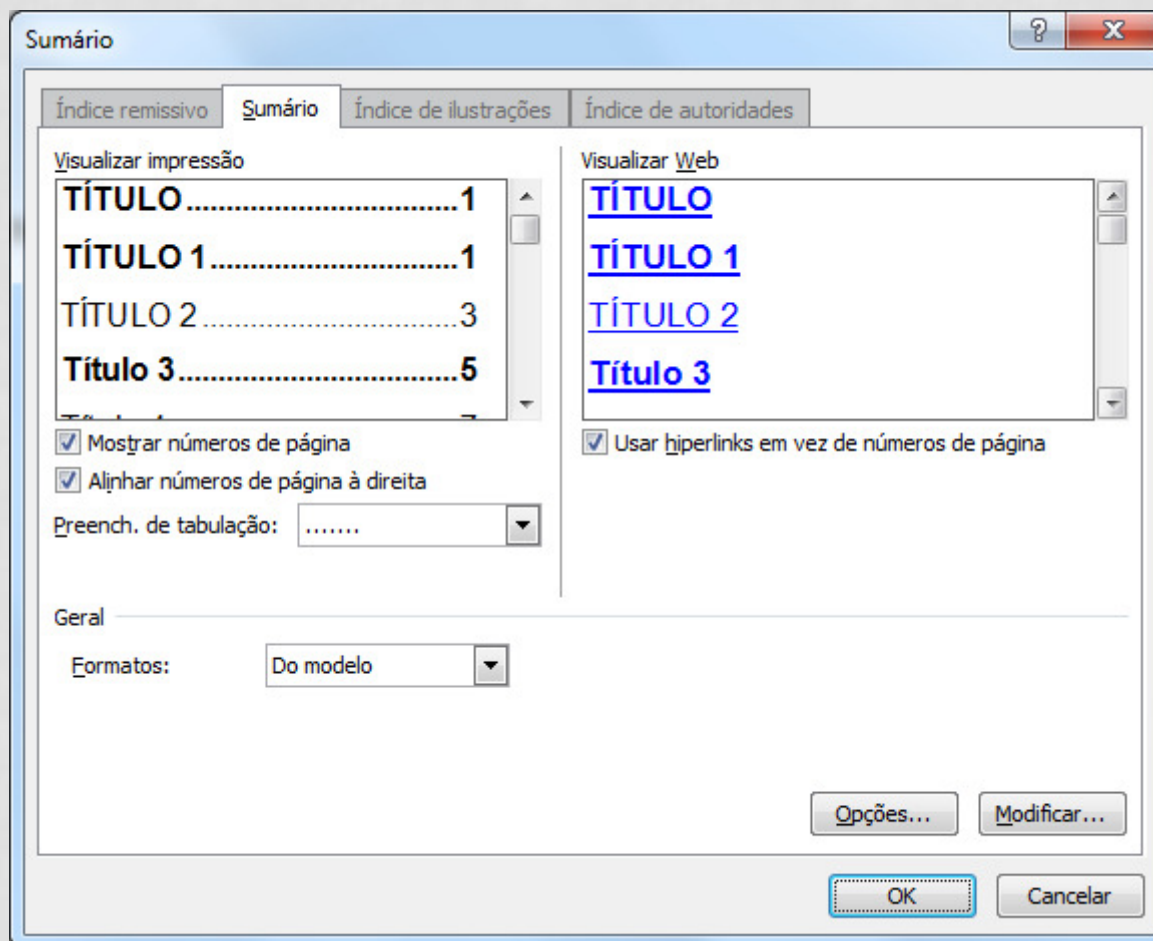 Sumário
Índice remissivo
Sumário
Índice de ilustrações
Índice de autoridades
Visualizar impressão
TÍTULO..................................1
TÍTULO 1...............................1
TÍTULO 2................................3
Título 3...................................5
Mostrar números de página
Alinhar números de página à direita
Preench. de tabulação: .......
Visualizar Web
TÍTULO
TÍTULO 1
TÍTULO 2
Título 3
Usar hiperlinks em vez de números de página
Geral
Formatos: Do modelo
Opções... Modificar...
OK Cancelar